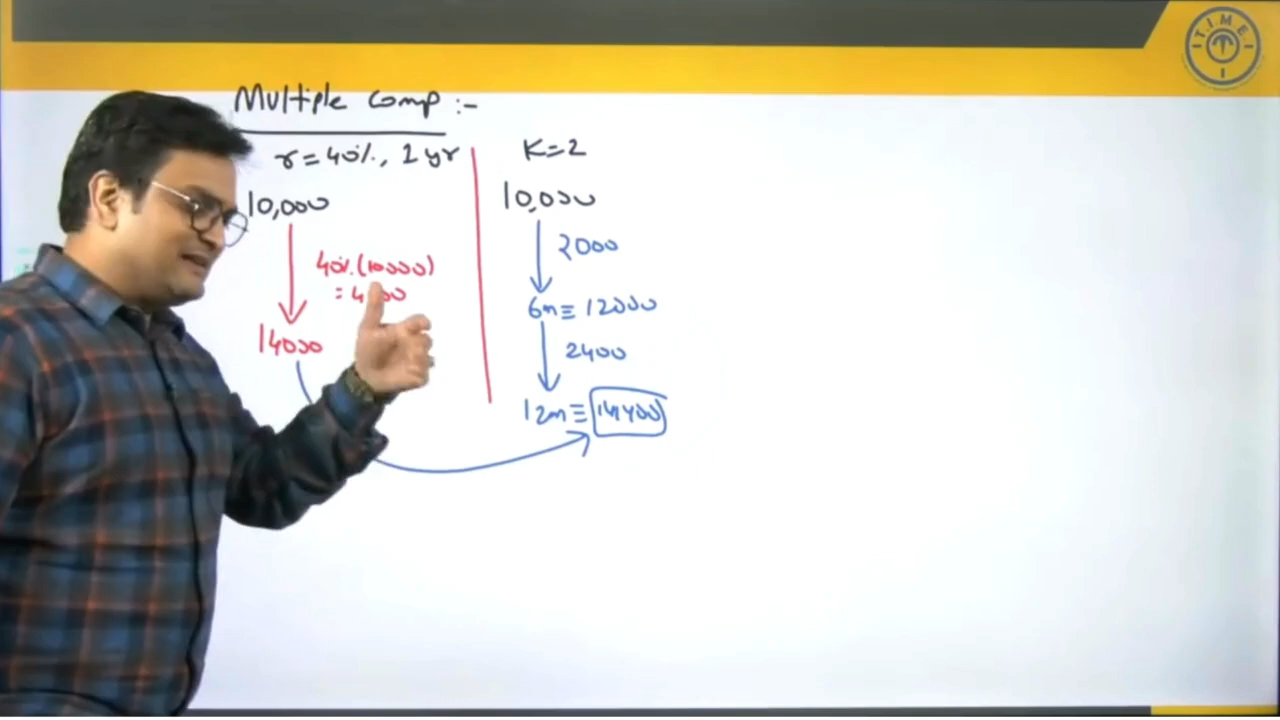 T.I.M.E.
Multiple comp :-
r = 40%, 1 yr
10,000
40% (10000)
14000
K=2
10,000
2000
6m ≡ 12000
2400
12m ≡ 14400